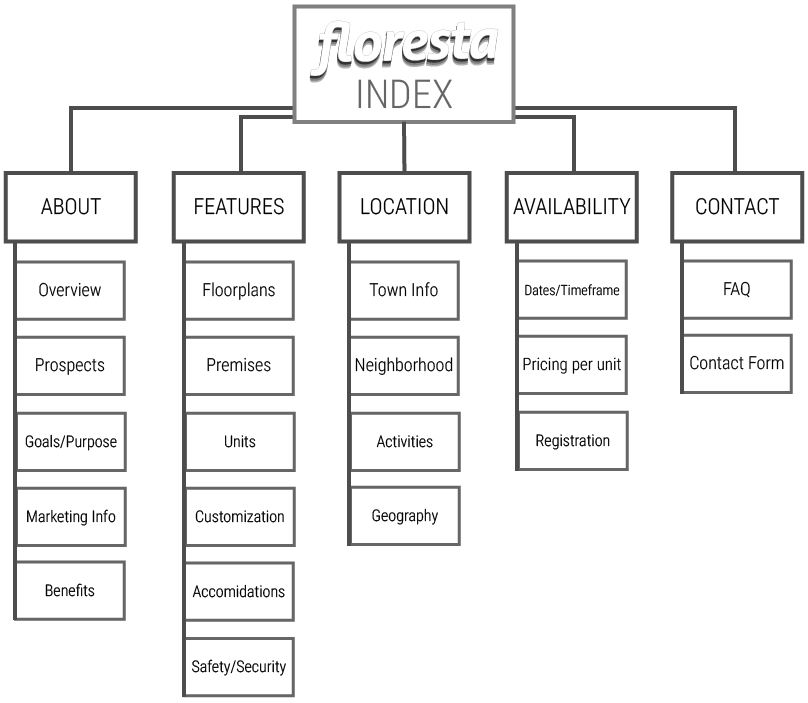 floresta
INDEX
ABOUT
Overview
Prospects
Goals/Purpose
Marketing Info
Benefits
FEATURES
Floorplans
Premises
Units
Customization
Accomidations
Safety/Security
LOCATION
Town Info
Neighborhood
Activities
Geography
AVAILABILITY
Dates/Timeframe
Pricing per unit
Registration
CONTACT
FAQ
Contact Form